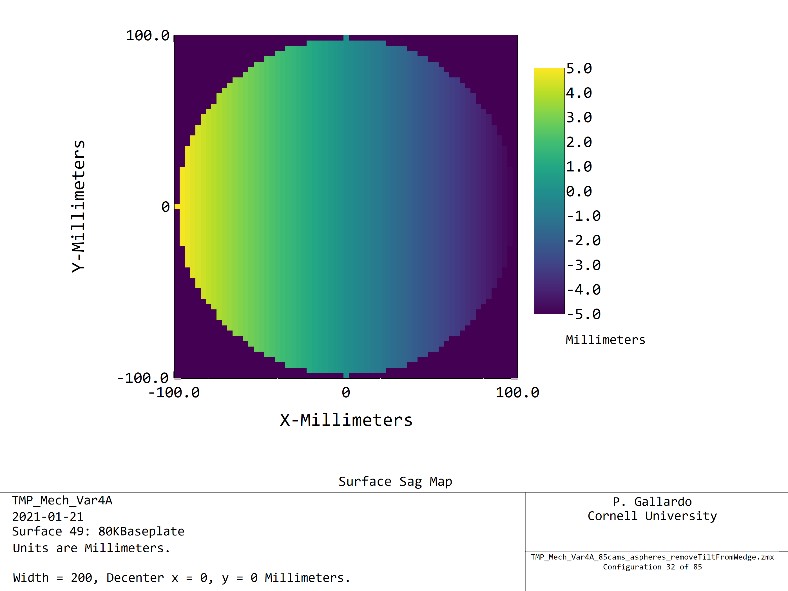 100.0
0
-100.0
Y-Millimeters
-100.0
0
100.0
X-Millimeters
5.0
4.0
3.0
2.0
1.0
0.0
-1.0
-2.0
-3.0
-4.0
-5.0
Millimeters
Surface Sag Map
TMP_Mech_Var4A
2021-01-21
Surface 49: 80KBaseplate
Units are Millimeters.
Width = 200, Decenter x = 0, y = 0 Millimeters.
P. Gallardo
Cornell University
TMP_Mech_Var4A_85cams_aspheres_removeTiltFromWedge.zmx
Configuration 32 of 85